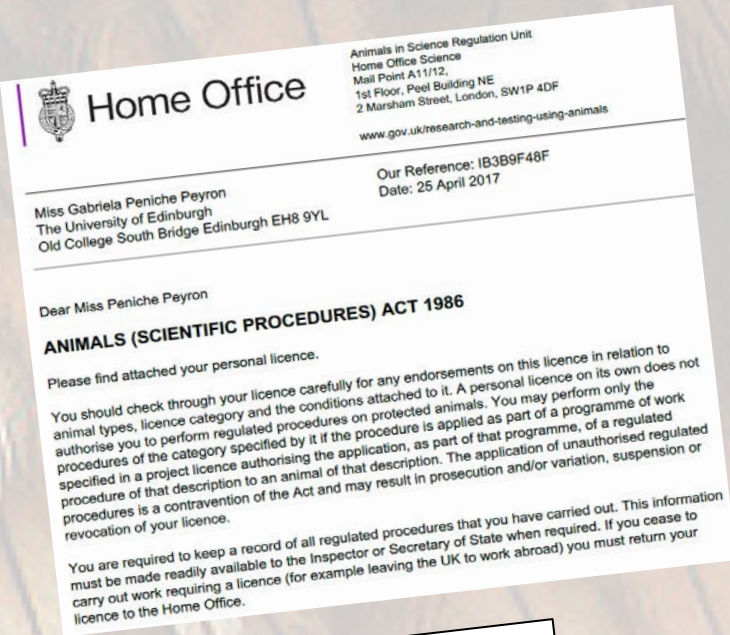 Home Office
Animals in Science Regulation Unit
Home Office Science
Mail Point A11/12,
1st Floor, Peel Building NE
2 Marsham Street, London, SW1P 4DF
www.gov.uk/research-and-testing-using-animals
Miss Gabriela Peniche Peyron
The University of Edinburgh
Old College South Bridge Edinburgh EH8 9YL
Our Reference: IB3B9F48F
Date: 25 April 2017
Dear Miss Peniche Peyron
ANIMALS (SCIENTIFIC PROCEDURES) ACT 1986
Please find attached your personal licence.
You should check through your licence carefully for any endorsements on this licence in relation to
animal types, licence category and the conditions attached to it. A personal licence on its own does not
authorise you to perform regulated procedures on protected animals. You may perform only the
procedures of the category specified by it if the procedure is applied as part of a programme of work
specified in a project licence authorising the application, as part of that programme, of a regulated
procedure of that description to an animal of that description. The application of unauthorised regulated
procedures is a contravention of the Act and may result in prosecution and/or variation, suspension or
revocation of your licence.
You are required to keep a record of all regulated procedures that you have carried out. This information
must be made readily available to the Inspector or Secretary of State when required. If you cease to
carry out work requiring a licence (for example leaving the UK to work abroad) you must return your
licence to the Home Office.